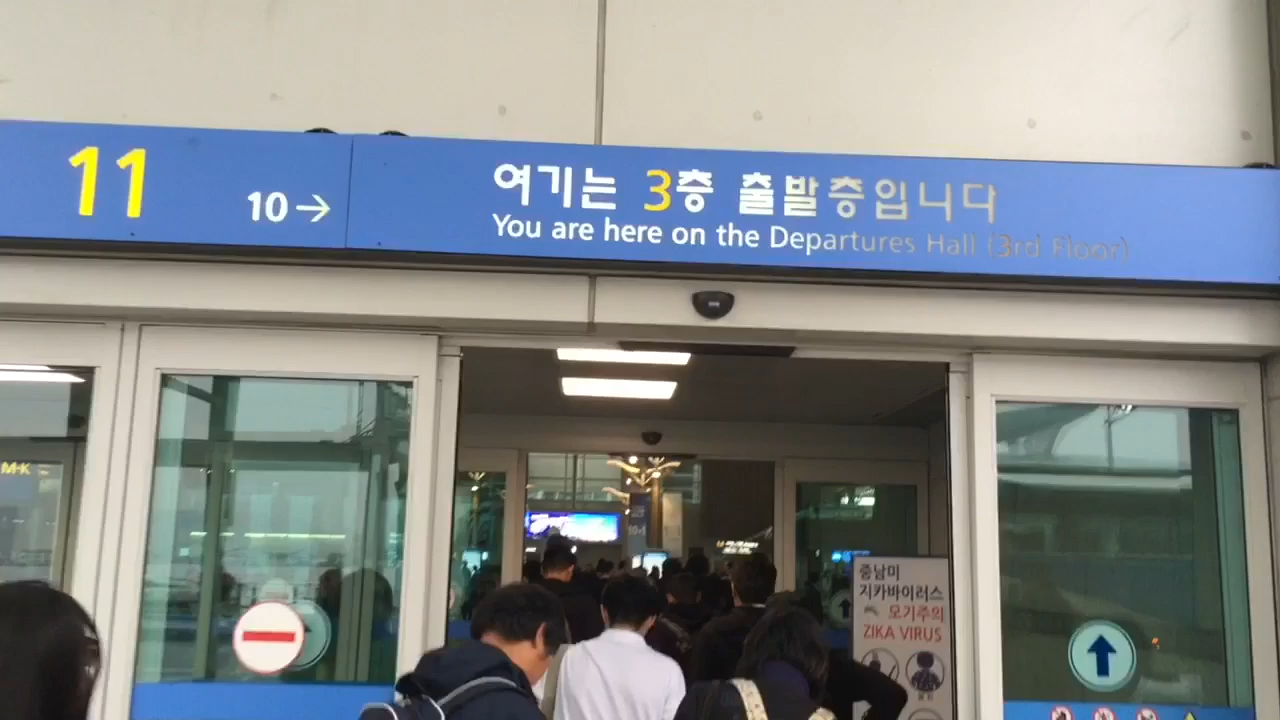 11
10 →
여기는 3층 출발층입니다
You are here on the Departures Hall (3rd Floor)
M-K
중남미
지카바이러스
모기주의
ZIKA VIRUS